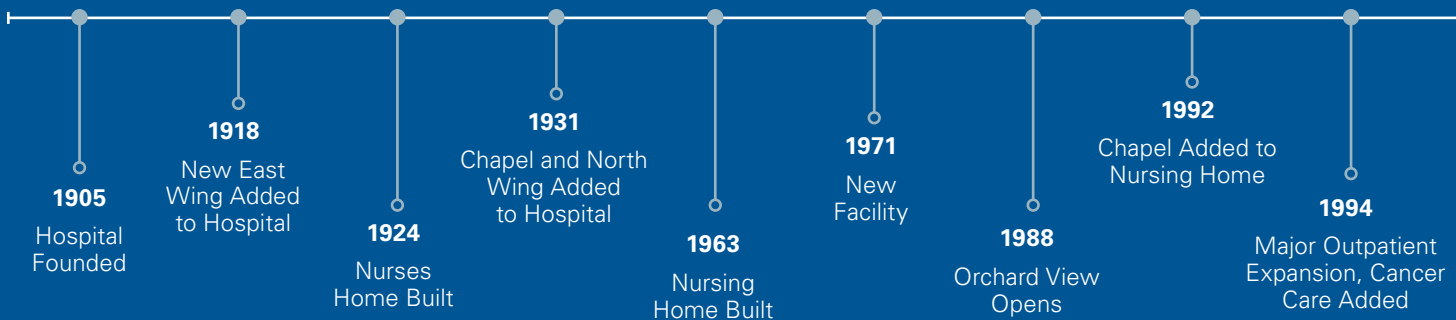 1905
Hospital
Founded
1918
New East
Wing Added
to Hospital
1924
Nurses
Home Built
1931
Chapel and North
Wing Added
to Hospital
1963
Nursing
Home Built
1971
New
Facility
1988
Orchard View
Opens
1992
Chapel Added to
Nursing Home
1994
Major Outpatient
Expansion, Cancer
Care Added